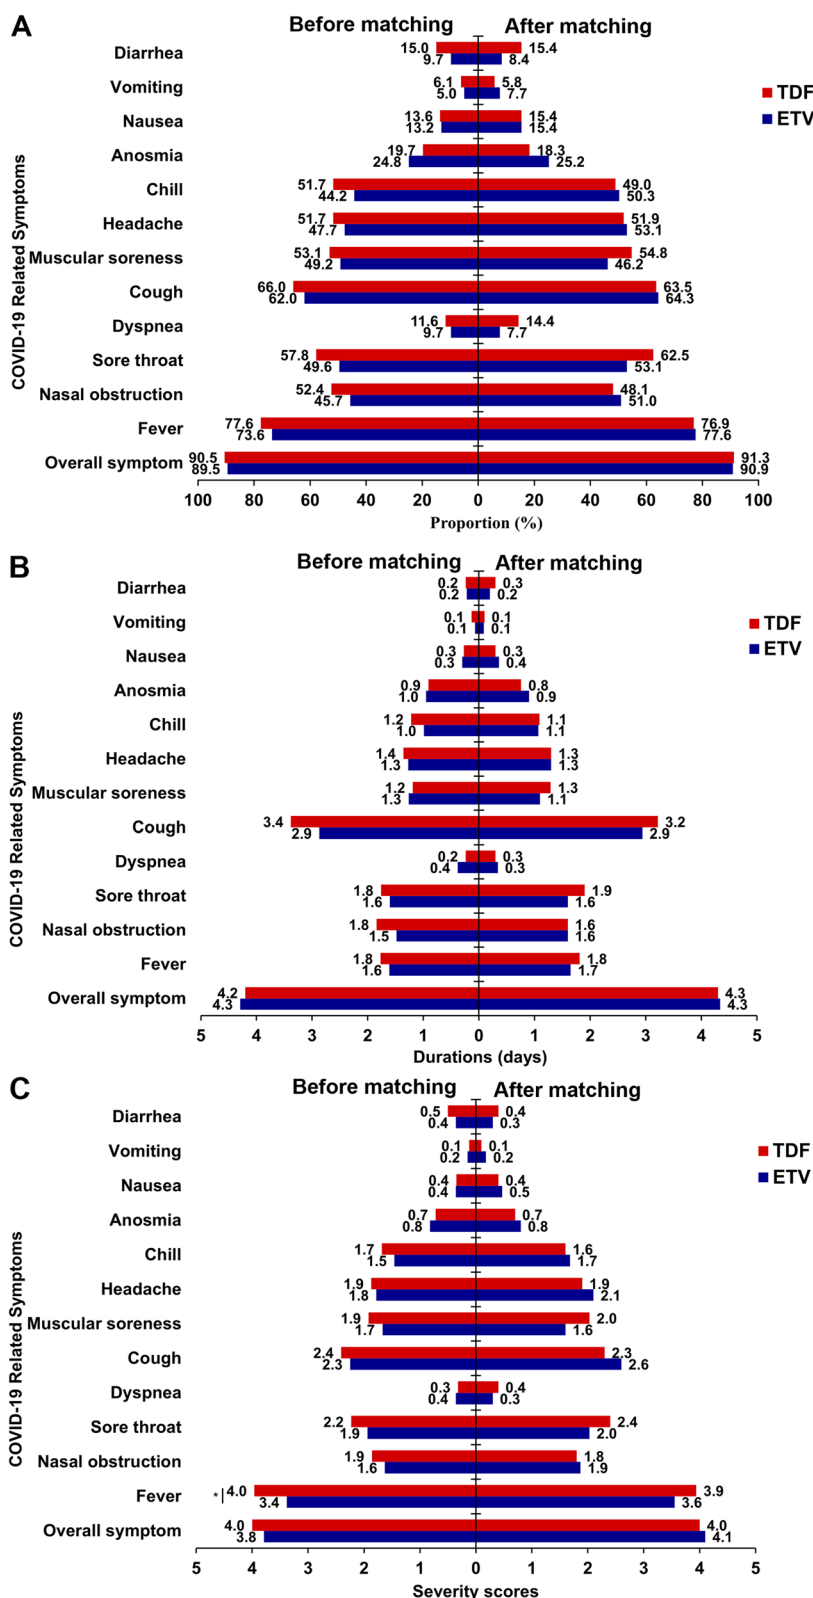 A
Before matching After matching
Diarrhea 15.0 15.4
9.7 8.4
Vomiting 6.1 5.8
5.0 7.7
TDF
Nausea 13.6 15.4
13.2 15.4
ETV
Anosmia 19.7 18.3
24.8 25.2
Chill 51.7 49.0
44.2 50.3
Headache 51.7 51.9
47.7 53.1
Muscular soreness 53.1 54.8
49.2 46.2
Cough 66.0 63.5
62.0 64.3
Dyspnea 11.6 14.4
9.7 7.7
Sore throat 57.8 62.5
49.6 53.1
Nasal obstruction 52.4 48.1
45.7 51.0
Fever 77.6 76.9
73.6 77.6
Overall symptom 90.5 91.3
89.5 90.9
COVID-19 Related Symptoms
100 80 60 40 20 0 20 40 60 80 100
Proportion (%)
B
Before matching After matching
Diarrhea 0.2 0.3
0.2 0.2
Vomiting 0.1 0.1
0.1 0.1
TDF
Nausea 0.3 0.3
0.3 0.4
ETV
Anosmia 0.9 0.8
1.0 0.9
Chill 1.2 1.1
1.0 1.1
Headache 1.4 1.3
1.3 1.3
Muscular soreness 1.2 1.3
1.3 1.1
Cough 3.4 3.2
2.9 2.9
Dyspnea 0.2 0.3
0.4 0.3
Sore throat 1.8 1.9
1.6 1.6
Nasal obstruction 1.8 1.6
1.5 1.6
Fever 1.8 1.8
1.6 1.7
Overall symptom 4.2 4.3
4.3 4.3
COVID-19 Related Symptoms
5 4 3 2 1 0 1 2 3 4 5
Durations (days)
C
Before matching After matching
Diarrhea 0.5 0.4
0.4 0.3
Vomiting 0.1 0.1
0.2 0.2
TDF
Nausea 0.4 0.4
0.4 0.5
ETV
Anosmia 0.7 0.7
0.8 0.8
Chill 1.7 1.6
1.5 1.7
Headache 1.9 1.9
1.8 2.1
Muscular soreness 1.9 2.0
1.7 1.6
Cough 2.4 2.3
2.3 2.6
Dyspnea 0.3 0.4
0.4 0.3
Sore throat 2.2 2.4
1.9 2.0
Nasal obstruction 1.9 1.8
1.6 1.9
Fever * 4.0 3.9
3.4 3.6
Overall symptom 4.0 4.0
3.8 4.1
COVID-19 Related Symptoms
5 4 3 2 1 0 1 2 3 4 5
Severity scores